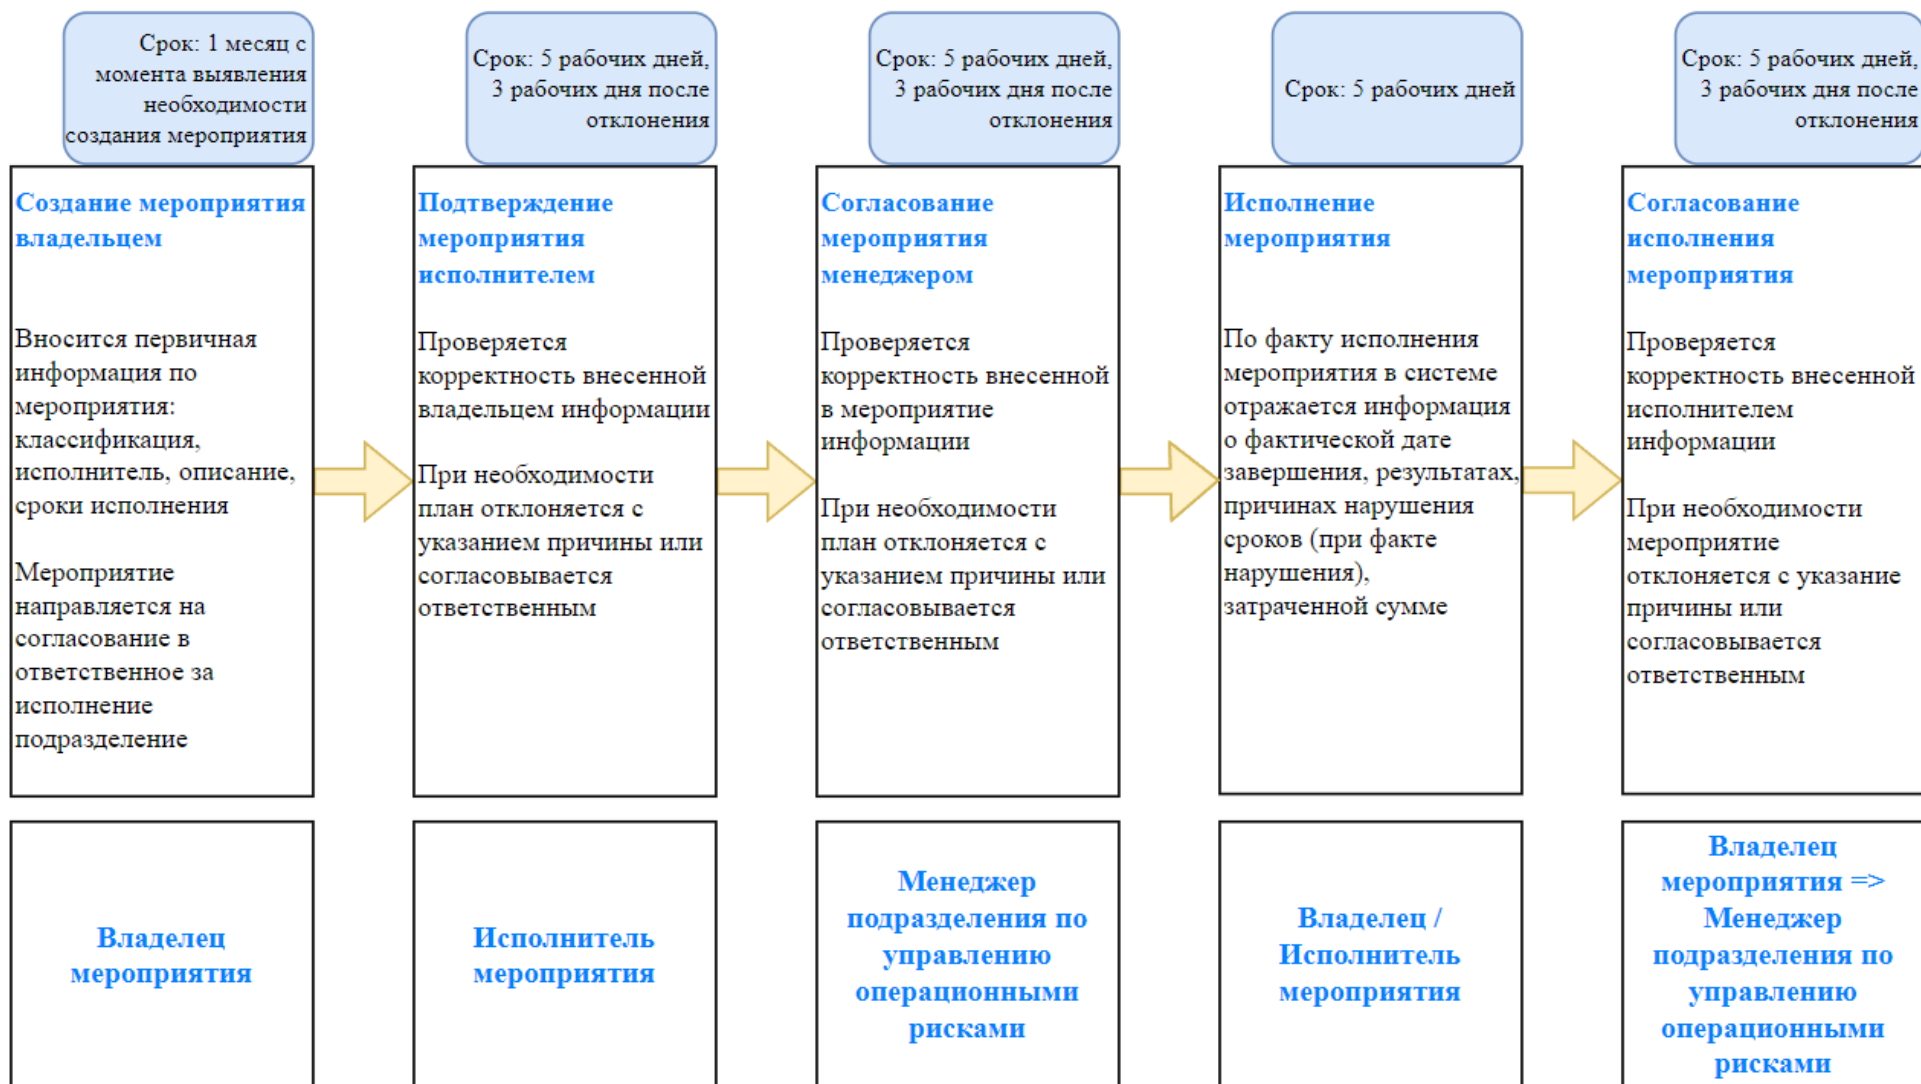 Срок: 1 месяц с
момента выявления
необходимости
создания мероприятия
Срок: 5 рабочих дней,
3 рабочих дня после
отклонения
Срок: 5 рабочих дней,
3 рабочих дня после
отклонения
Срок: 5 рабочих дней
Срок: 5 рабочих дней,
3 рабочих дня после
отклонения
Создание мероприятия
владельцем
Вносится первичная
информация по
мероприятия:
классификация,
исполнитель, описание,
сроки исполнения
Мероприятие
направляется на
согласование в
ответственное за
исполнение
подразделение
Подтверждение
мероприятия
исполнителем
Проверяется
корректность внесенной
владельцем информации
При необходимости
план отклоняется с
указанием причины или
согласовывается
ответственным
Согласование
мероприятия
менеджером
Проверяется
корректность внесенной
в мероприятие
информации
При необходимости
план отклоняется с
указанием причины или
согласовывается
ответственным
Исполнение
мероприятия
По факту исполнения
мероприятия в системе
отражается информация
о фактической дате
завершения, результатах,
причинах нарушения
сроков (при факте
нарушения),
затраченной сумме
Согласование
исполнения
мероприятия
Проверяется
корректность внесенной
исполнителем
информации
При необходимости
мероприятие
отклоняется с указание
причины или
согласовывается
ответственным
Владелец
мероприятия
Исполнитель
мероприятия
Менеджер
подразделения по
управлению
операционными
рисками
Владелец /
Исполнитель
мероприятия
Владелец
мероприятия =>
Менеджер
подразделения по
управлению
операционными
рисками